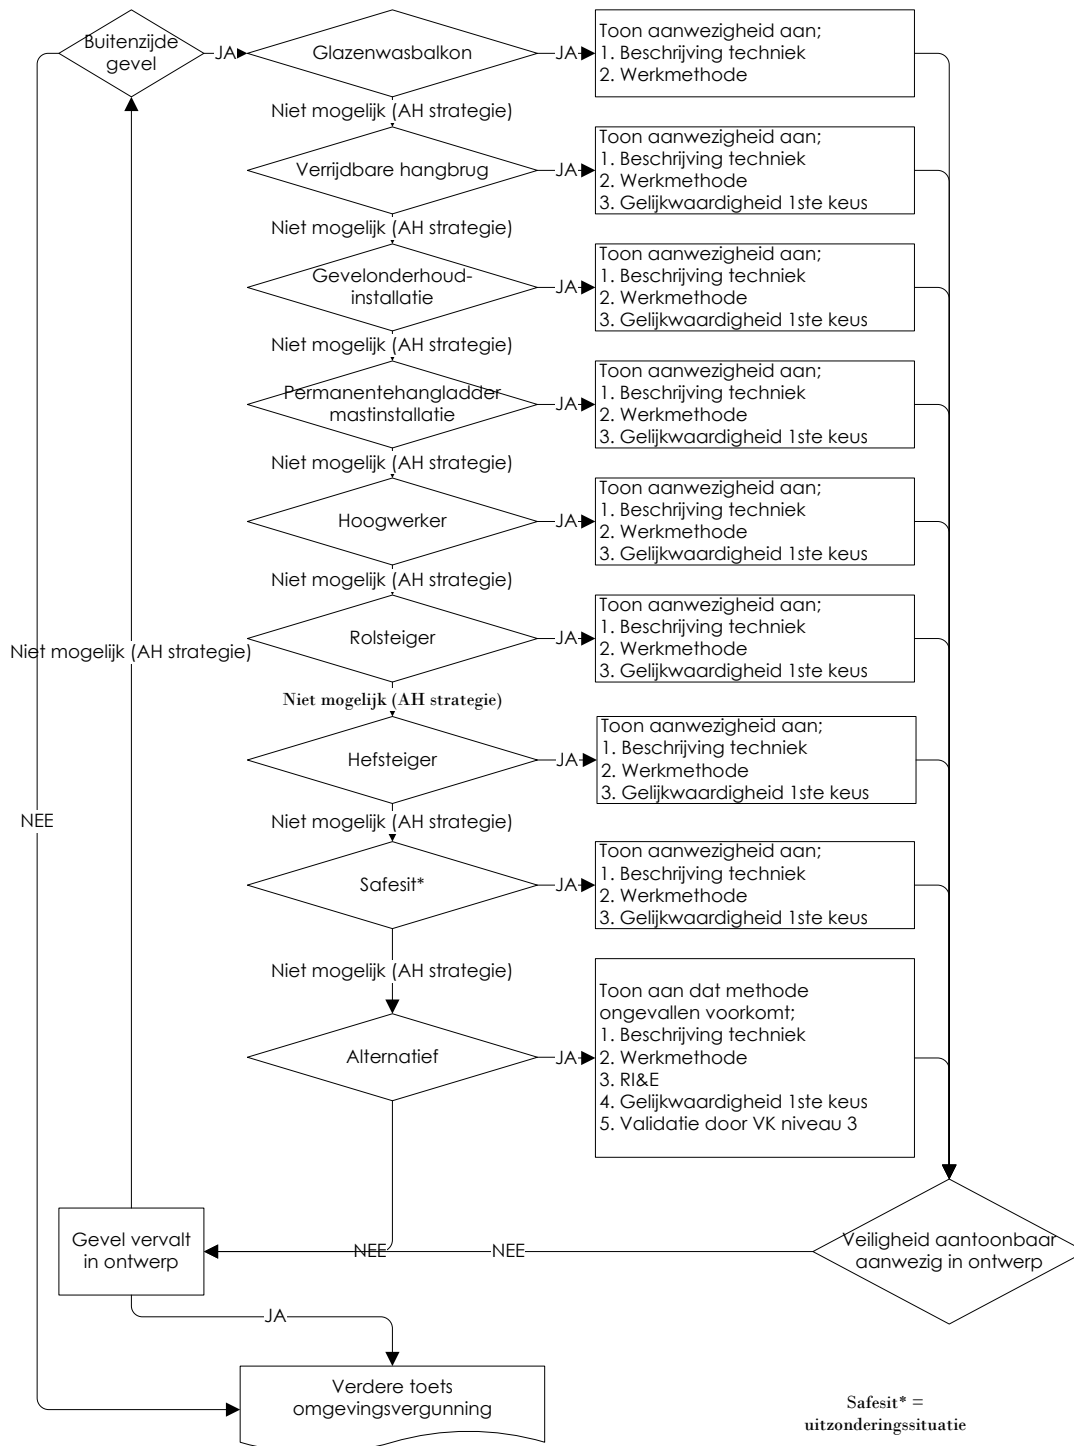 Buitenzijde
gevel
JA
Glazenwasbalkon
JA
Toon aanwezigheid aan;
1. Beschrijving techniek
2. Werkmethode
Niet mogelijk (AH strategie)
Verrijdbare hangbrug
JA
Toon aanwezigheid aan;
1. Beschrijving techniek
2. Werkmethode
3. Gelijkwaardigheid 1ste keus
Niet mogelijk (AH strategie)
Gevelonderhoud-
installatie
JA
Toon aanwezigheid aan;
1. Beschrijving techniek
2. Werkmethode
3. Gelijkwaardigheid 1ste keus
Niet mogelijk (AH strategie)
Permanentehangladder
mastinstallatie
JA
Toon aanwezigheid aan;
1. Beschrijving techniek
2. Werkmethode
3. Gelijkwaardigheid 1ste keus
Niet mogelijk (AH strategie)
Hoogwerker
JA
Toon aanwezigheid aan;
1. Beschrijving techniek
2. Werkmethode
3. Gelijkwaardigheid 1ste keus
Niet mogelijk (AH strategie)
Rolsteiger
JA
Toon aanwezigheid aan;
1. Beschrijving techniek
2. Werkmethode
3. Gelijkwaardigheid 1ste keus
Niet mogelijk (AH strategie)
Niet mogelijk (AH strategie)
Hefsteiger
JA
Toon aanwezigheid aan;
1. Beschrijving techniek
2. Werkmethode
3. Gelijkwaardigheid 1ste keus
NEE
Niet mogelijk (AH strategie)
Safesit*
JA
Toon aanwezigheid aan;
1. Beschrijving techniek
2. Werkmethode
3. Gelijkwaardigheid 1ste keus
Niet mogelijk (AH strategie)
Alternatief
JA
Toon aan dat methode
ongevallen voorkomt;
1. Beschrijving techniek
2. Werkmethode
3. RI&E
4. Gelijkwaardigheid 1ste keus
5. Validatie door VK niveau 3
Gevel vervalt
in ontwerp
NEE
NEE
Veiligheid aantoonbaar
aanwezig in ontwerp
JA
Verdere toets
omgevingsvergunning
Safesit* =
uitzonderingssituatie